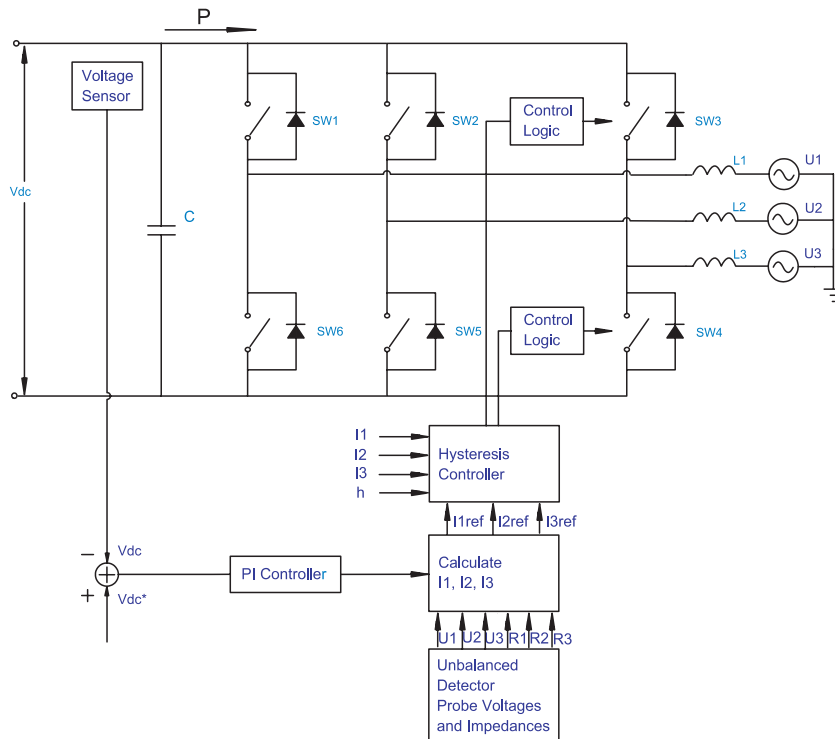 P
Voltage
Sensor
SW1
SW2
Control
Logic
SW3
L1
U1
Vdc
C
L2
U2
L3
U3
SW6
SW5
Control
Logic
SW4
I1
I2
I3
h
Hysteresis
Controller
I1ref
I2ref
I3ref
−
Vdc
+
+
Vdc*
PI Controller
Calculate
I1, I2, I3
U1
U2
U3
R1
R2
R3
Unbalanced
Detector
Probe Voltages
and Impedances